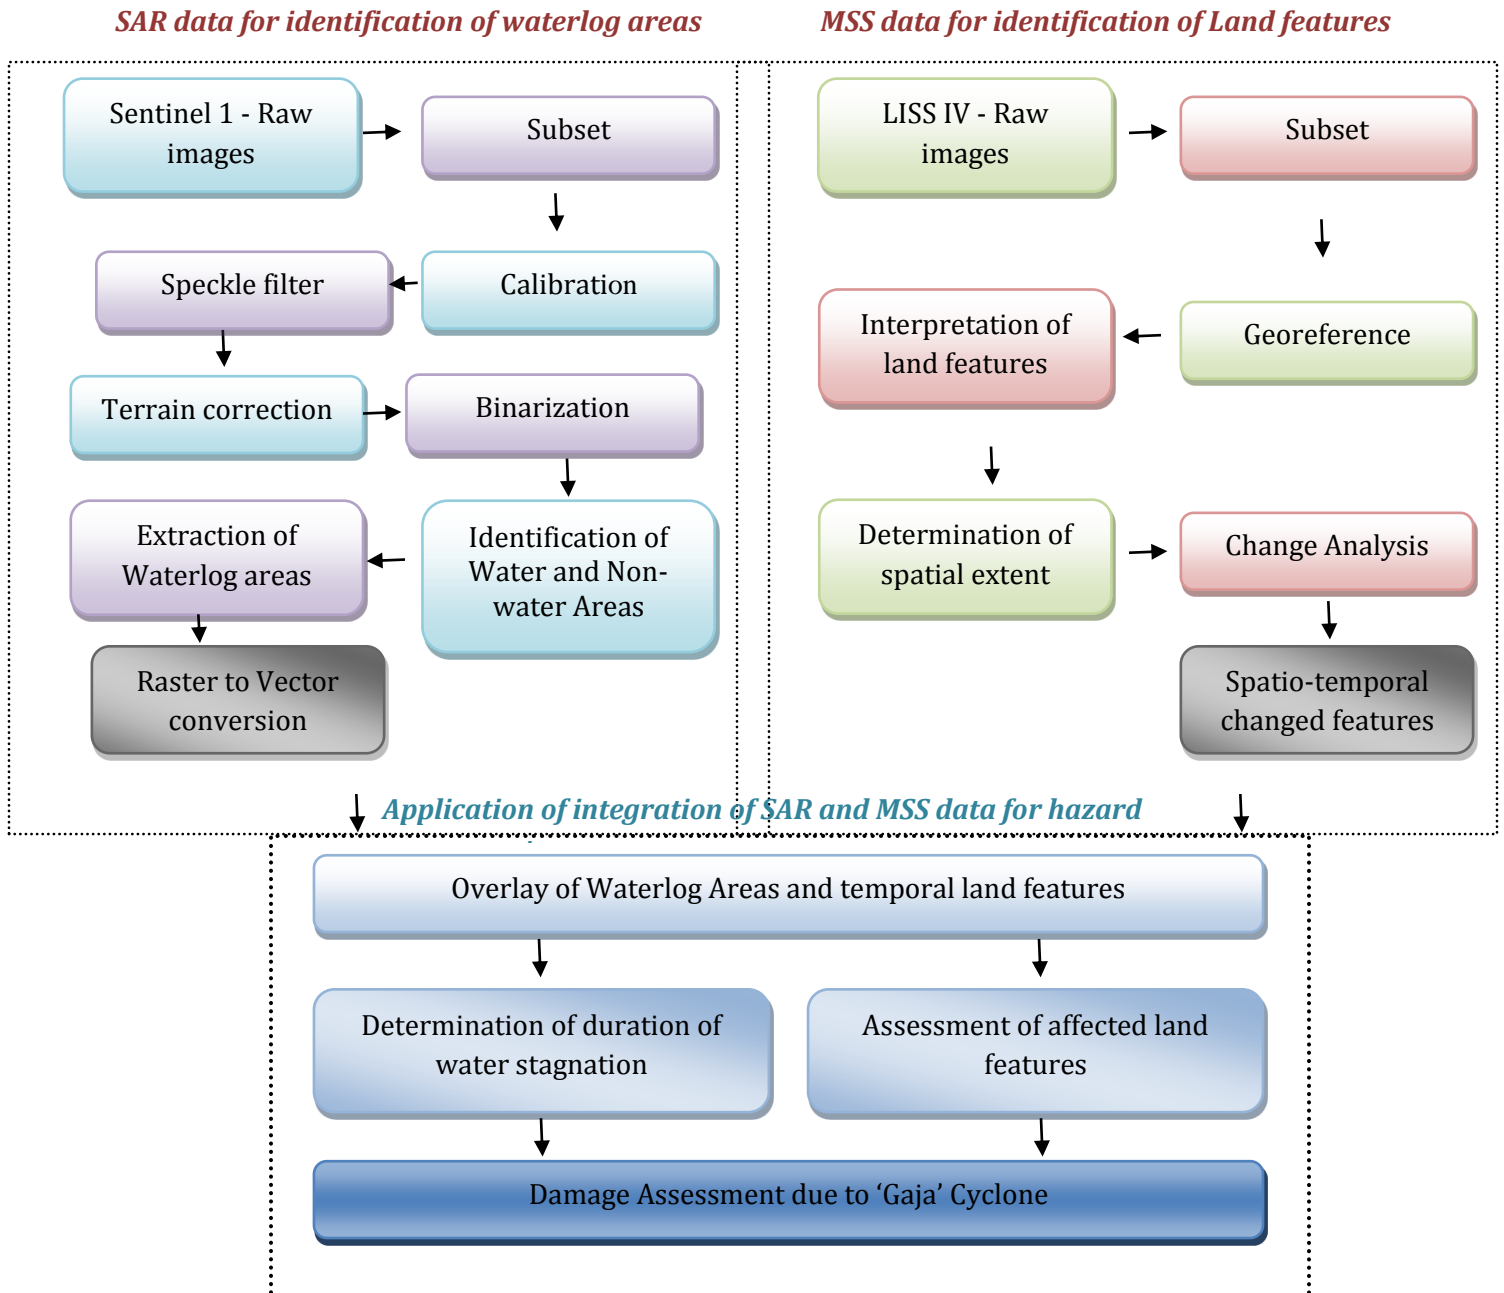 SAR data for identification of waterlog areas
MSS data for identification of Land features
Sentinel 1 - Raw
images
Subset
Calibration
Speckle filter
Terrain correction
Binarization
Identification of
Water and Non-
water Areas
Extraction of
Waterlog areas
Raster to Vector
conversion
LISS IV - Raw
images
Subset
Georeference
Interpretation of
land features
Determination of
spatial extent
Change Analysis
Spatio-temporal
changed features
Application of integration of SAR and MSS data for hazard
Overlay of Waterlog Areas and temporal land features
Determination of duration of
water stagnation
Assessment of affected land
features
Damage Assessment due to ‘Gaja’ Cyclone